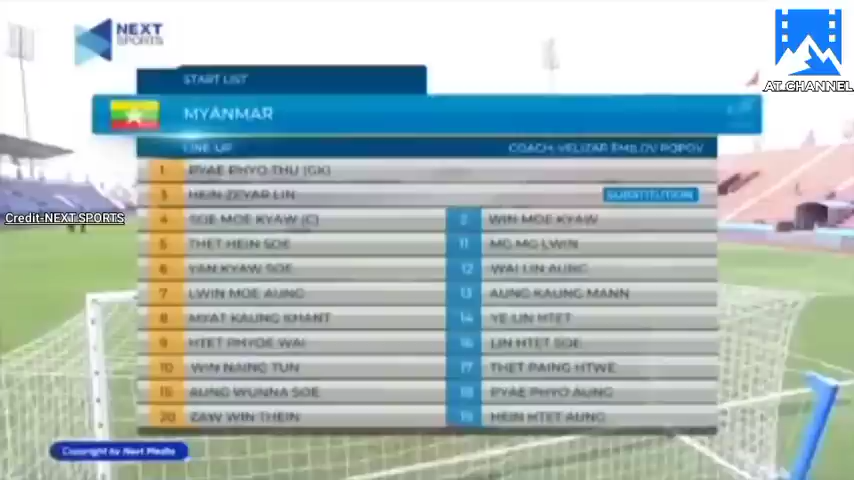 NEXT
SPORTS
AT CHANNEL
START LIST
MYANMAR
LINE-UP
COACH: VELIZAR EMILOV POPOV
1 PYAE PHYO THU (GK)
3 HEIN ZEYAR LIN
SUBSTITUTION
Credit-NEXT SPORTS
4 SOE MOE KYAW (C)
2 WIN MOE KYAW
5 THET HEIN SOE
11 MG MG LWIN
6 YAN KYAW SOE
12 WAI LIN AUNG
7 LWIN MOE AUNG
13 AUNG KAUNG MANN
8 MYAT KAUNG KHANT
14 YE LIN HTET
9 HTET PHYOE WAI
16 LIN HTET SOE
10 WIN NAING TUN
17 THET PAING HTWE
15 AUNG WUNNA SOE
18 PYAE PHYO AUNG
20 ZAW WIN THEIN
19 HEIN HTET AUNG
Copyright by Next Media